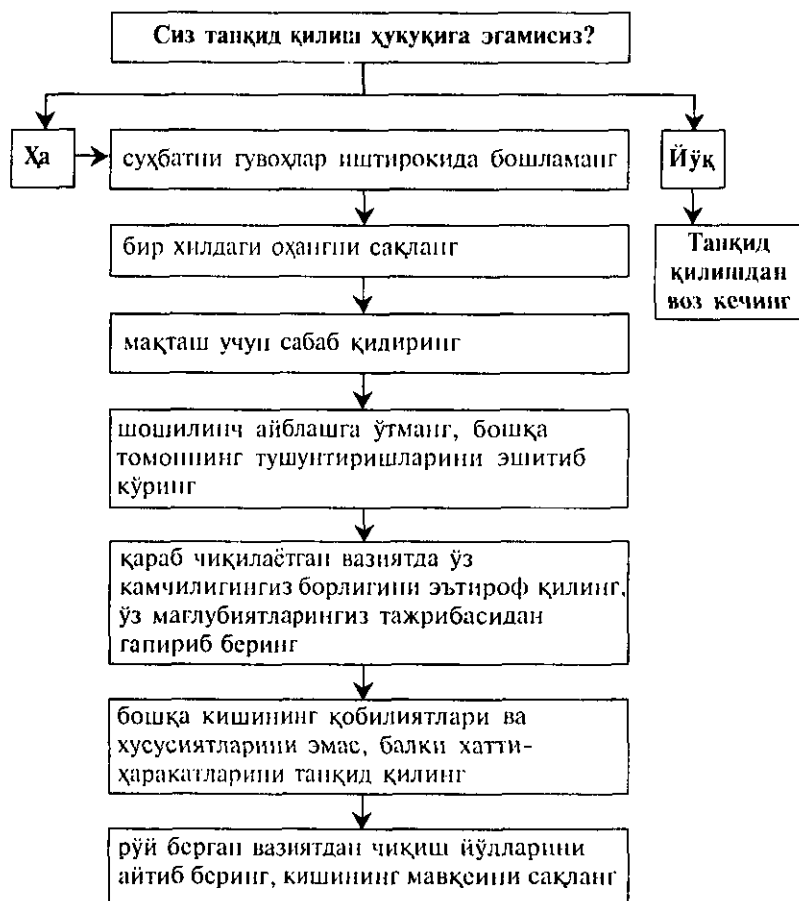 Сиз танқид қилиш ҳуқуқига эгамисиз?
Ҳа
суҳбатни гувоҳлар иштирокида бошламанг
Йўқ
бир хилдаги оҳангни сақланг
Танқид
қилишдан
воз кечинг
мақташ учун сабаб қидиринг
шошилинч айблашга ўтманг, бошқа
томоннинг тушунтиришларини эшитиб
кўринг
қараб чиқилаётган вазиятда ўз
камчилигингиз борлигини эътироф қилинг,
ўз маглубиятларингиз тажрибасидан
гапириб беринг
бошқа кишининг қобилиятлари ва
хусусиятларини эмас, балки хатти-
ҳаракатларини танқид қилинг
рўй берган вазиятдан чиқиш йўлларини
айтиб беринг, кишининг мавқеини сақланг